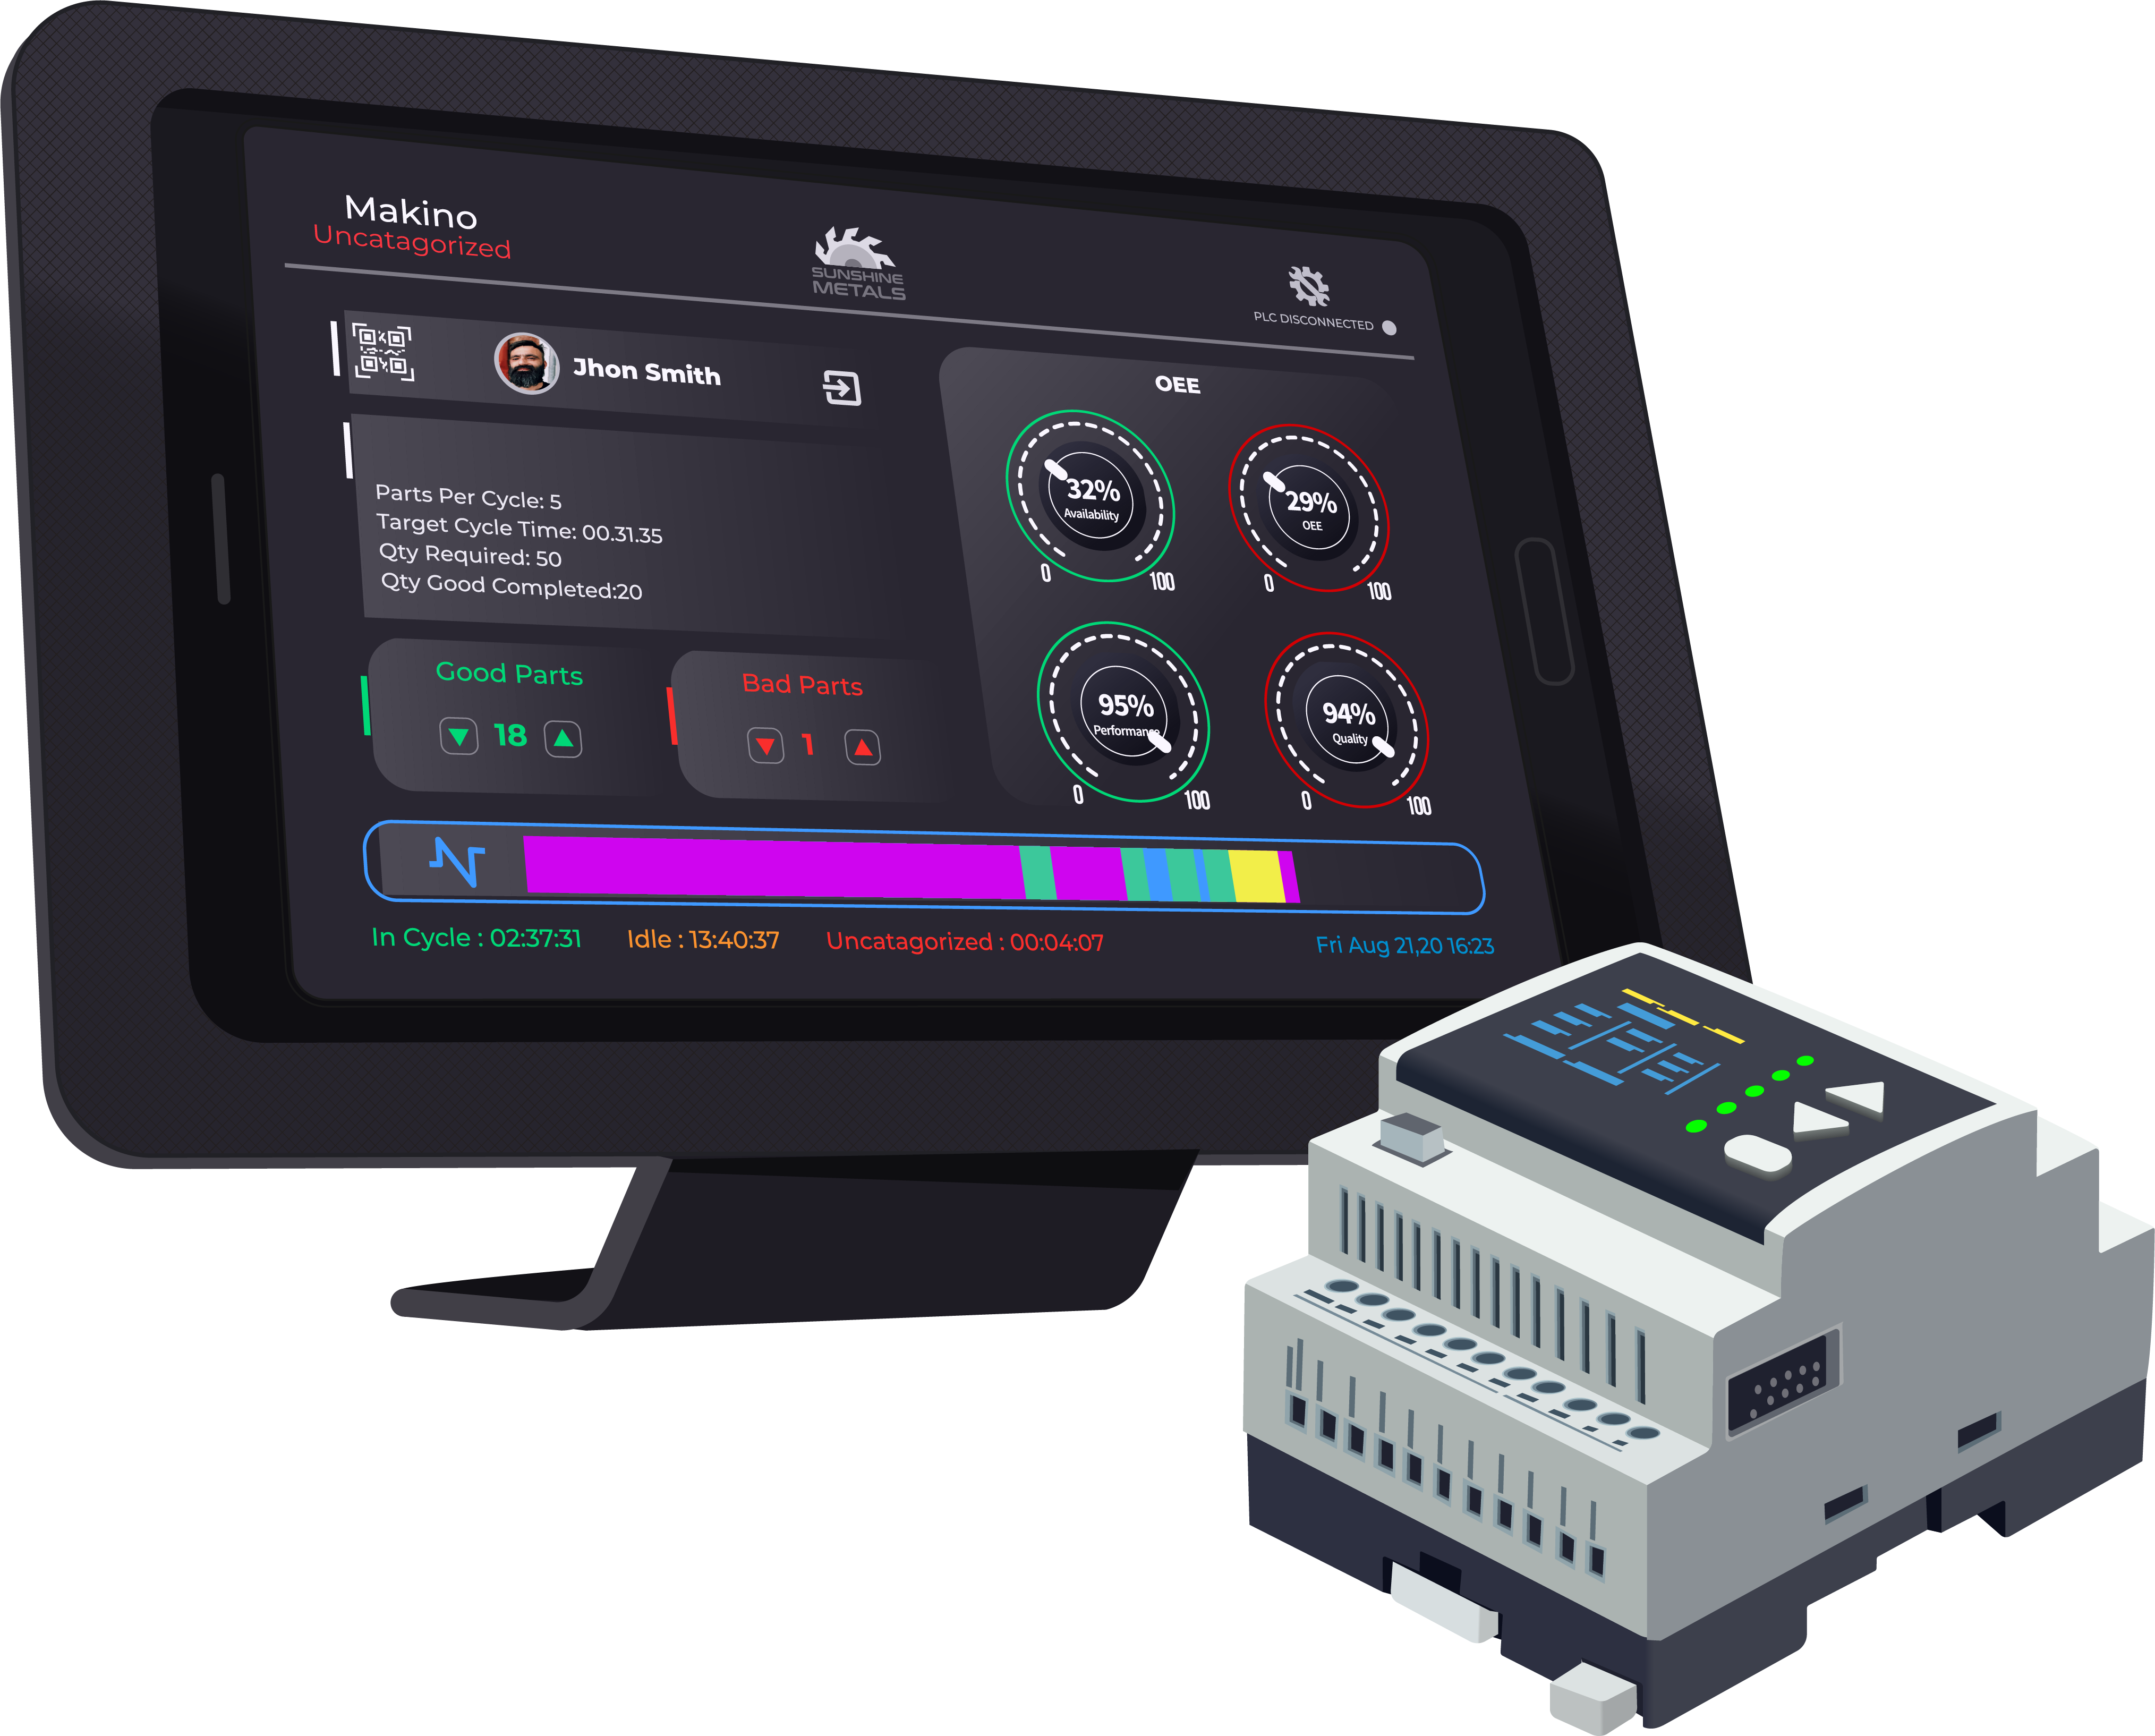 Makino
Uncatagorized
SUNSHINE
METALS
PLC DISCONNECTED
Jhon Smith
Parts Per Cycle: 5
Target Cycle Time: 00.31.35
Qty Required: 50
Qty Good Completed:20
Good Parts
18
Bad Parts
1
OEE
32%
Availability
0
100
29%
OEE
0
100
95%
Performance
0
100
94%
Quality
0
100
In Cycle : 02:37:31
Idle : 13:40:37
Uncatagorized : 00:04:07
Fri Aug 21,20 16:23